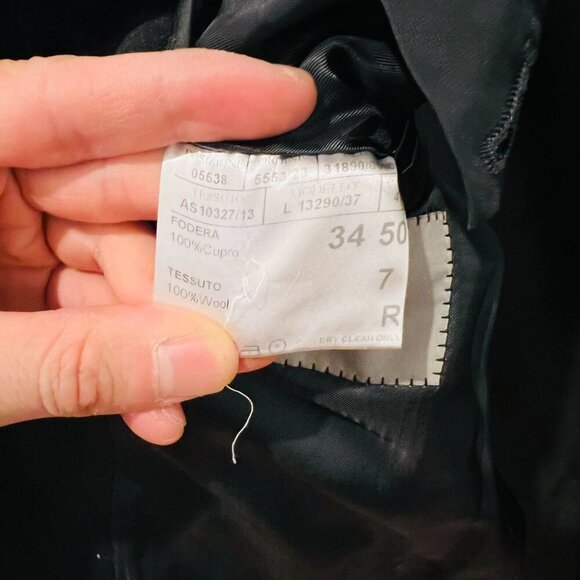 05538 5553 23 31890/
TESSUTO MODELLO
AS10327/13 L 13290/37
FODERA
100%Cupro
34 50
7
TESSUTO
100%Wool
R
DRY CLEAN ONLY